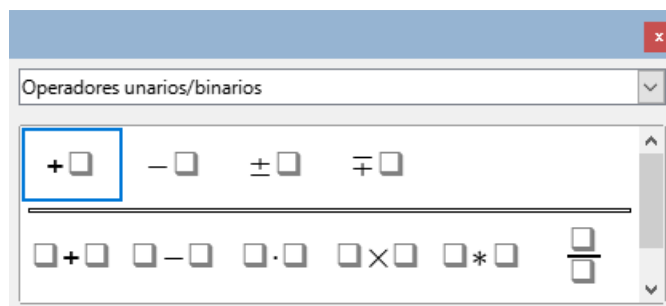 x
Operadores unarios/binarios
+☐ −☐ ±☐ ∓☐
☐+☐ ☐−☐ ☐·☐ ☐×☐ ☐∗☐ ☐/☐